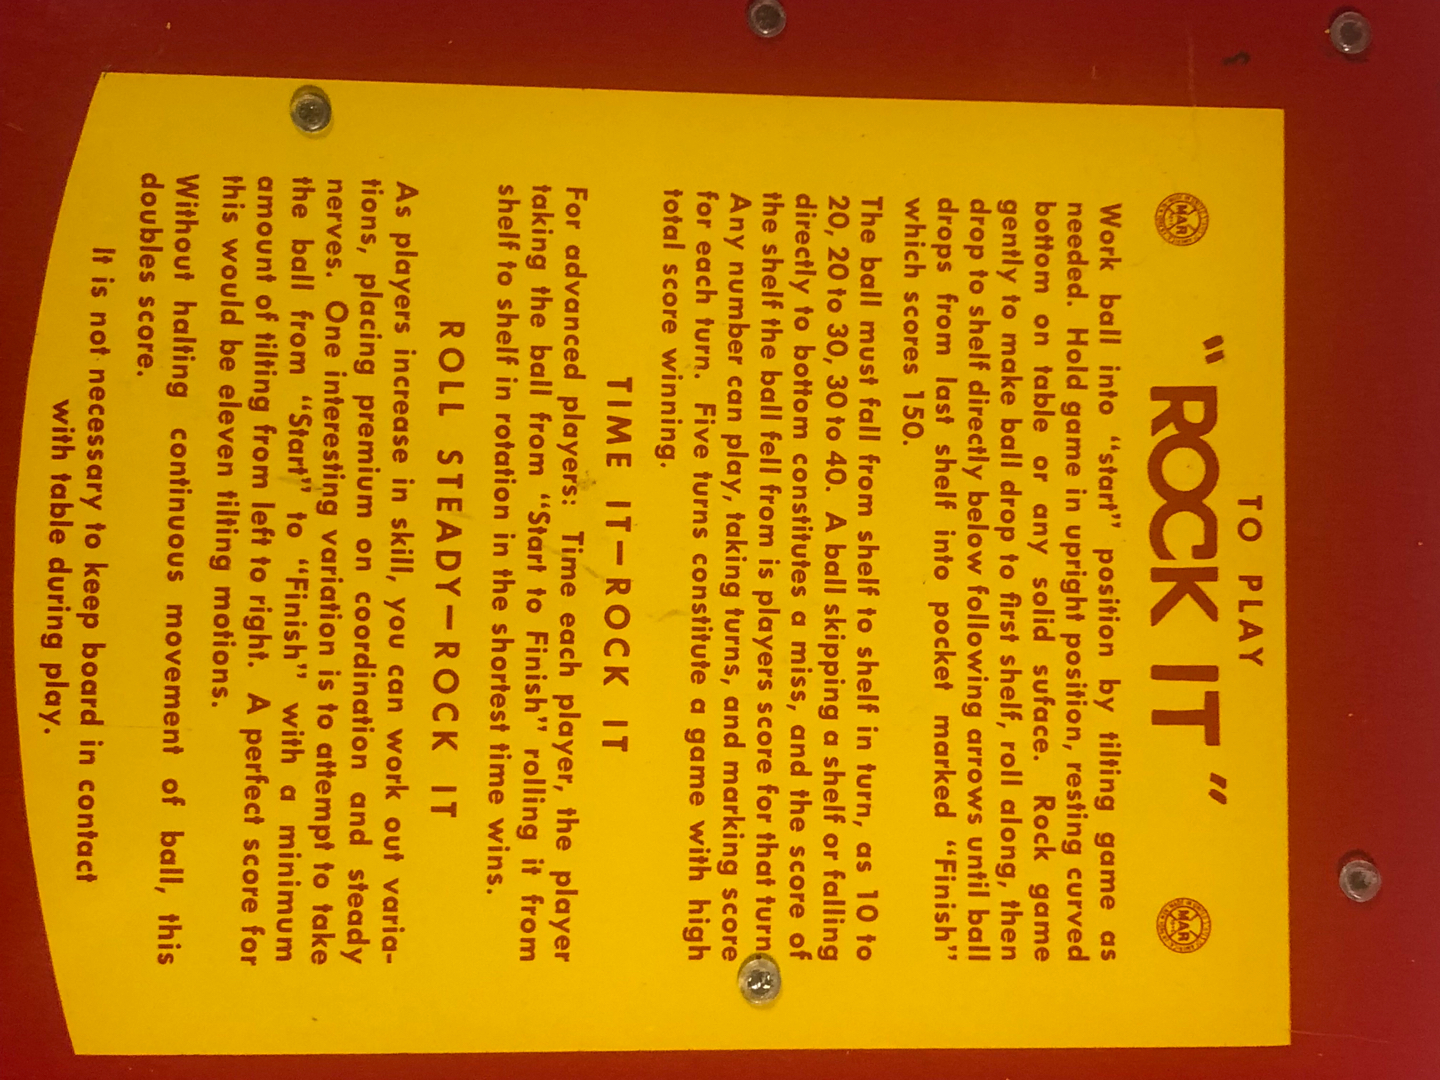 TO PLAY
"ROCK IT"
MAR
MAR
Work ball into "start" position by tilting game as
needed. Hold game in upright position, resting curved
bottom on table or any solid suface. Rock game
gently to make ball drop to first shelf, roll along, then
drop to shelf directly below following arrows until ball
drops from last shelf into pocket marked "Finish"
which scores 150.
The ball must fall from shelf to shelf in turn, as 10 to
20, 20 to 30, 30 to 40. A ball skipping a shelf or falling
directly to bottom constitutes a miss, and the score of
the shelf the ball fell from is players score for that turn
Any number can play, taking turns, and marking score
for each turn. Five turns constitute a game with high
total score winning.
TIME IT—ROCK IT
For advanced players: Time each player, the player
taking the ball from "Start to Finish" rolling it from
shelf to shelf in rotation in the shortest time wins.
ROLL STEADY—ROCK IT
As players increase in skill, you can work out varia-
tions, placing premium on coordination and steady
nerves. One interesting variation is to attempt to take
the ball from "Start" to "Finish" with a minimum
amount of tilting from left to right. A perfect score for
this would be eleven tilting motions.
Without halting continuous movement of ball, this
doubles score.
It is not necessary to keep board in contact
with table during play.